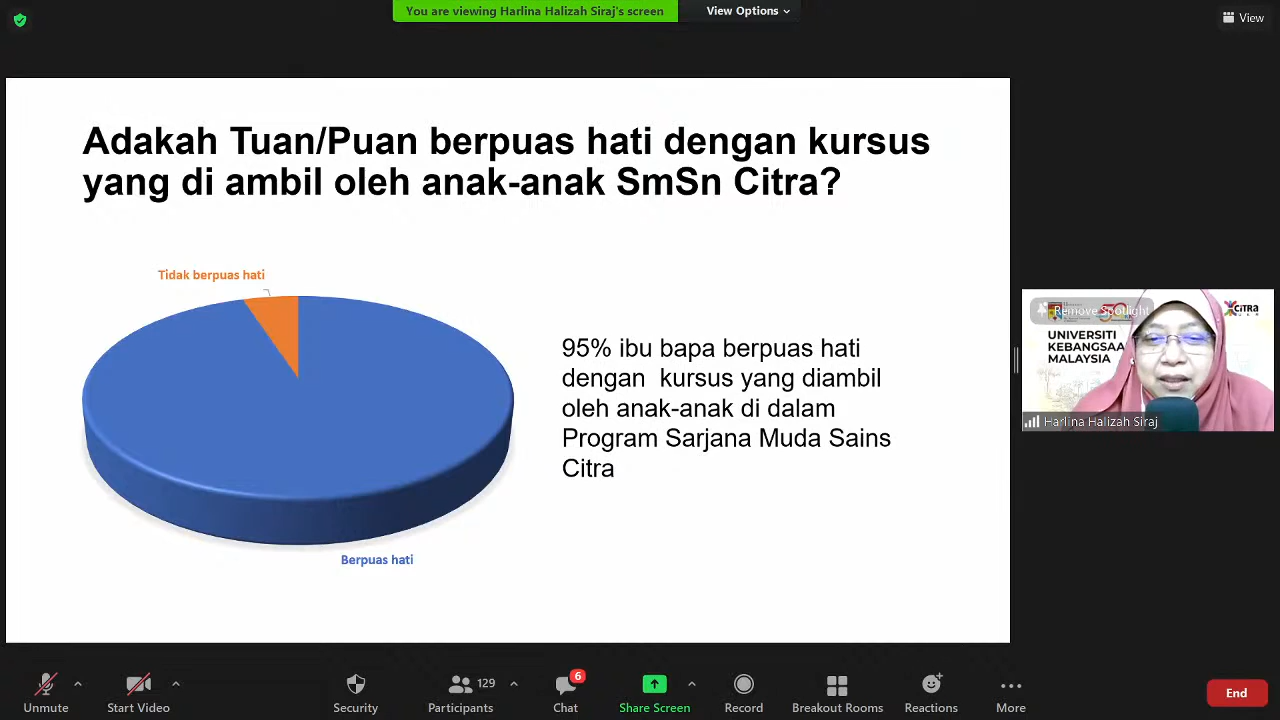 You are viewing Harlina Halizah Siraj's screen
View Options
View
Adakah Tuan/Puan berpuas hati dengan kursus
yang di ambil oleh anak-anak SmSn Citra?
Tidak berpuas hati
95% ibu bapa berpuas hati
dengan kursus yang diambil
oleh anak-anak di dalam
Program Sarjana Muda Sains
Citra
Berpuas hati
Remove Spotlight
CiTRA
UNIVERSITI
KEBANGSAA
MALAYSIA
Harlina Halizah Siraj
Unmute
Start Video
Security
129
Participants
6
Chat
Share Screen
Record
Breakout Rooms
Reactions
More
End